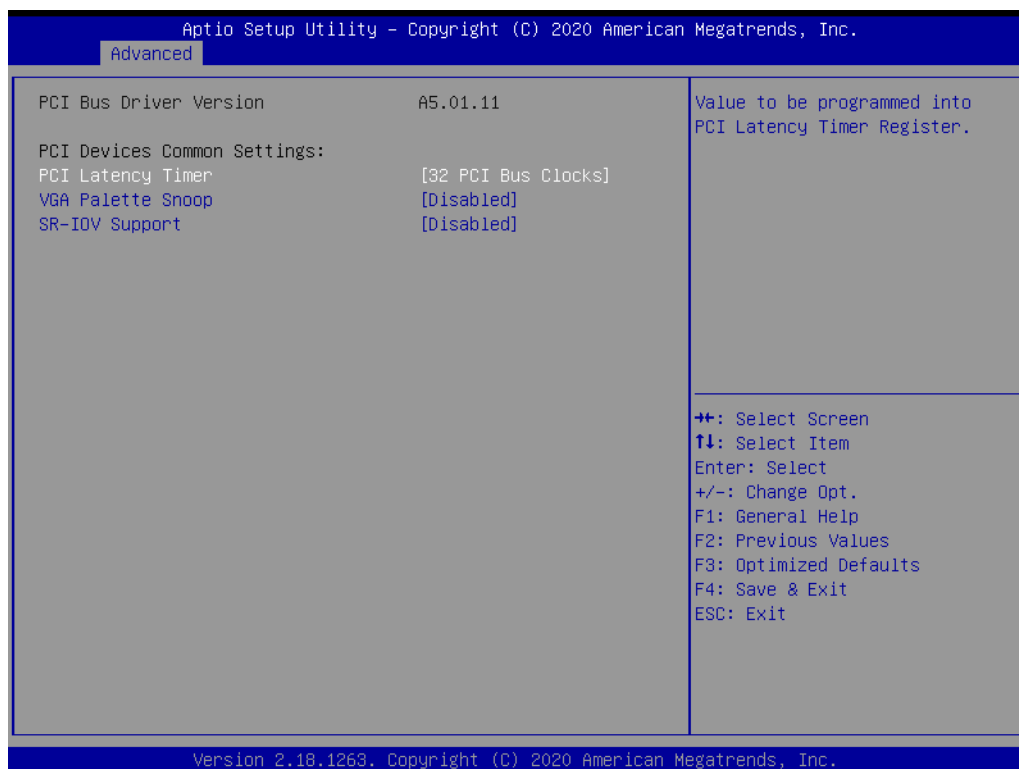 Aptio Setup Utility – Copyright (C) 2020 American Megatrends, Inc.
Advanced
PCI Bus Driver Version A5.01.11
PCI Devices Common Settings:
PCI Latency Timer [32 PCI Bus Clocks]
VGA Palette Snoop [Disabled]
SR-IOV Support [Disabled]
Value to be programmed into
PCI Latency Timer Register.
→←: Select Screen
↑↓: Select Item
Enter: Select
+/-: Change Opt.
F1: General Help
F2: Previous Values
F3: Optimized Defaults
F4: Save & Exit
ESC: Exit
Version 2.18.1263. Copyright (C) 2020 American Megatrends, Inc.